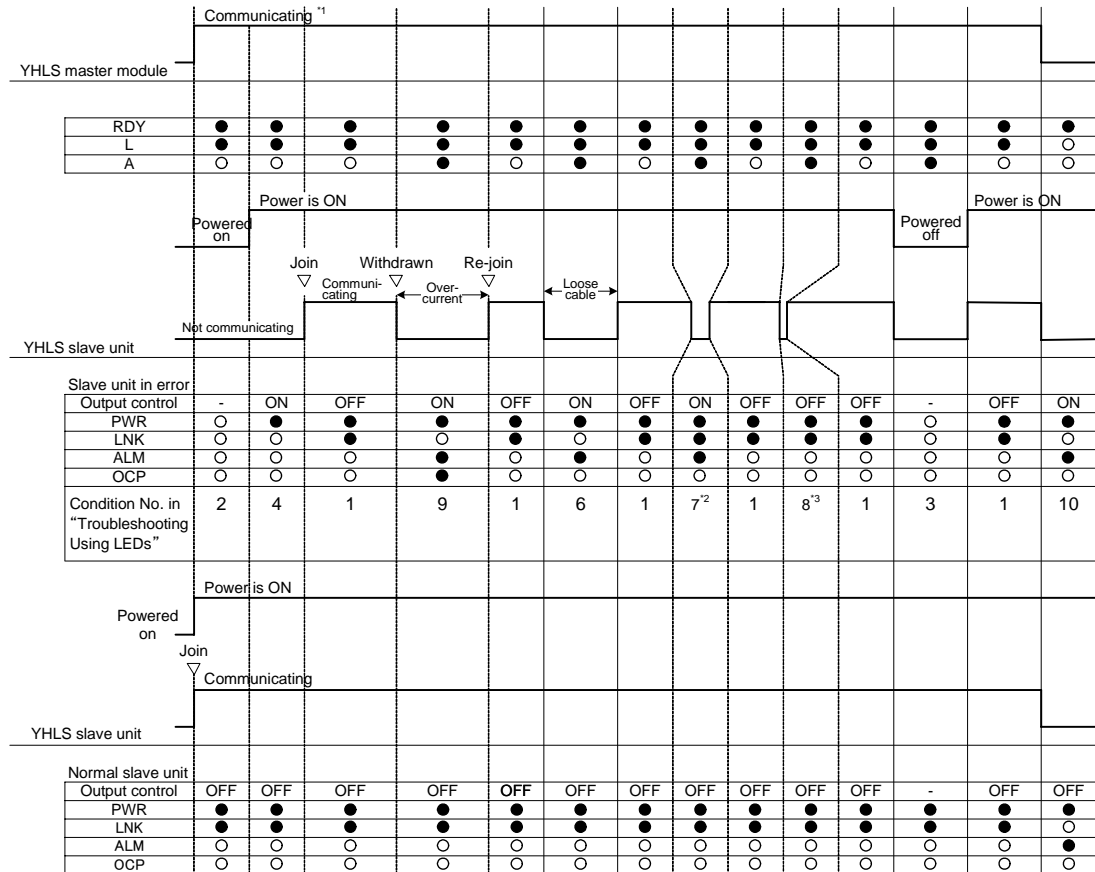 Communicating *1
YHLS master module
RDY ● ● ● ● ● ● ● ● ● ● ● ● ● ● ●
L ● ● ● ● ● ● ● ● ● ● ● ● ● ● ○
A ○ ○ ○ ● ○ ● ○ ● ○ ● ○ ● ○ ○
Power is ON
Power is ON
Powered
on
Powered
off
Join Withdrawn Re-join
▽ ▽ ▽
Communi-
cating
Over-
current
Loose
cable
Not communicating
YHLS slave unit
Slave unit in error
Output control - ON OFF ON OFF ON OFF ON OFF OFF OFF - OFF ON
PWR ○ ● ● ● ● ● ● ● ● ● ● ○ ● ●
LNK ○ ○ ● ○ ● ○ ● ● ● ● ● ○ ● ○
ALM ○ ○ ○ ● ○ ● ○ ● ○ ○ ○ ○ ○ ●
OCP ○ ○ ○ ● ○ ○ ○ ○ ○ ○ ○ ○ ○ ○
Condition No. in 2 4 1 9 1 6 1 7*2 1 8*3 1 3 1 10
“Troubleshooting
Using LEDs”
Power is ON
Powered
on
Join
▽
Communicating
YHLS slave unit
Normal slave unit
Output control OFF OFF OFF OFF OFF OFF OFF OFF OFF OFF OFF - OFF OFF
PWR ● ● ● ● ● ● ● ● ● ● ● ● ● ●
LNK ● ● ● ● ● ● ● ● ● ● ● ● ● ○
ALM ○ ○ ○ ○ ○ ○ ○ ○ ○ ○ ○ ○ ○ ●
OCP ○ ○ ○ ○ ○ ○ ○ ○ ○ ○ ○ ○ ○ ○